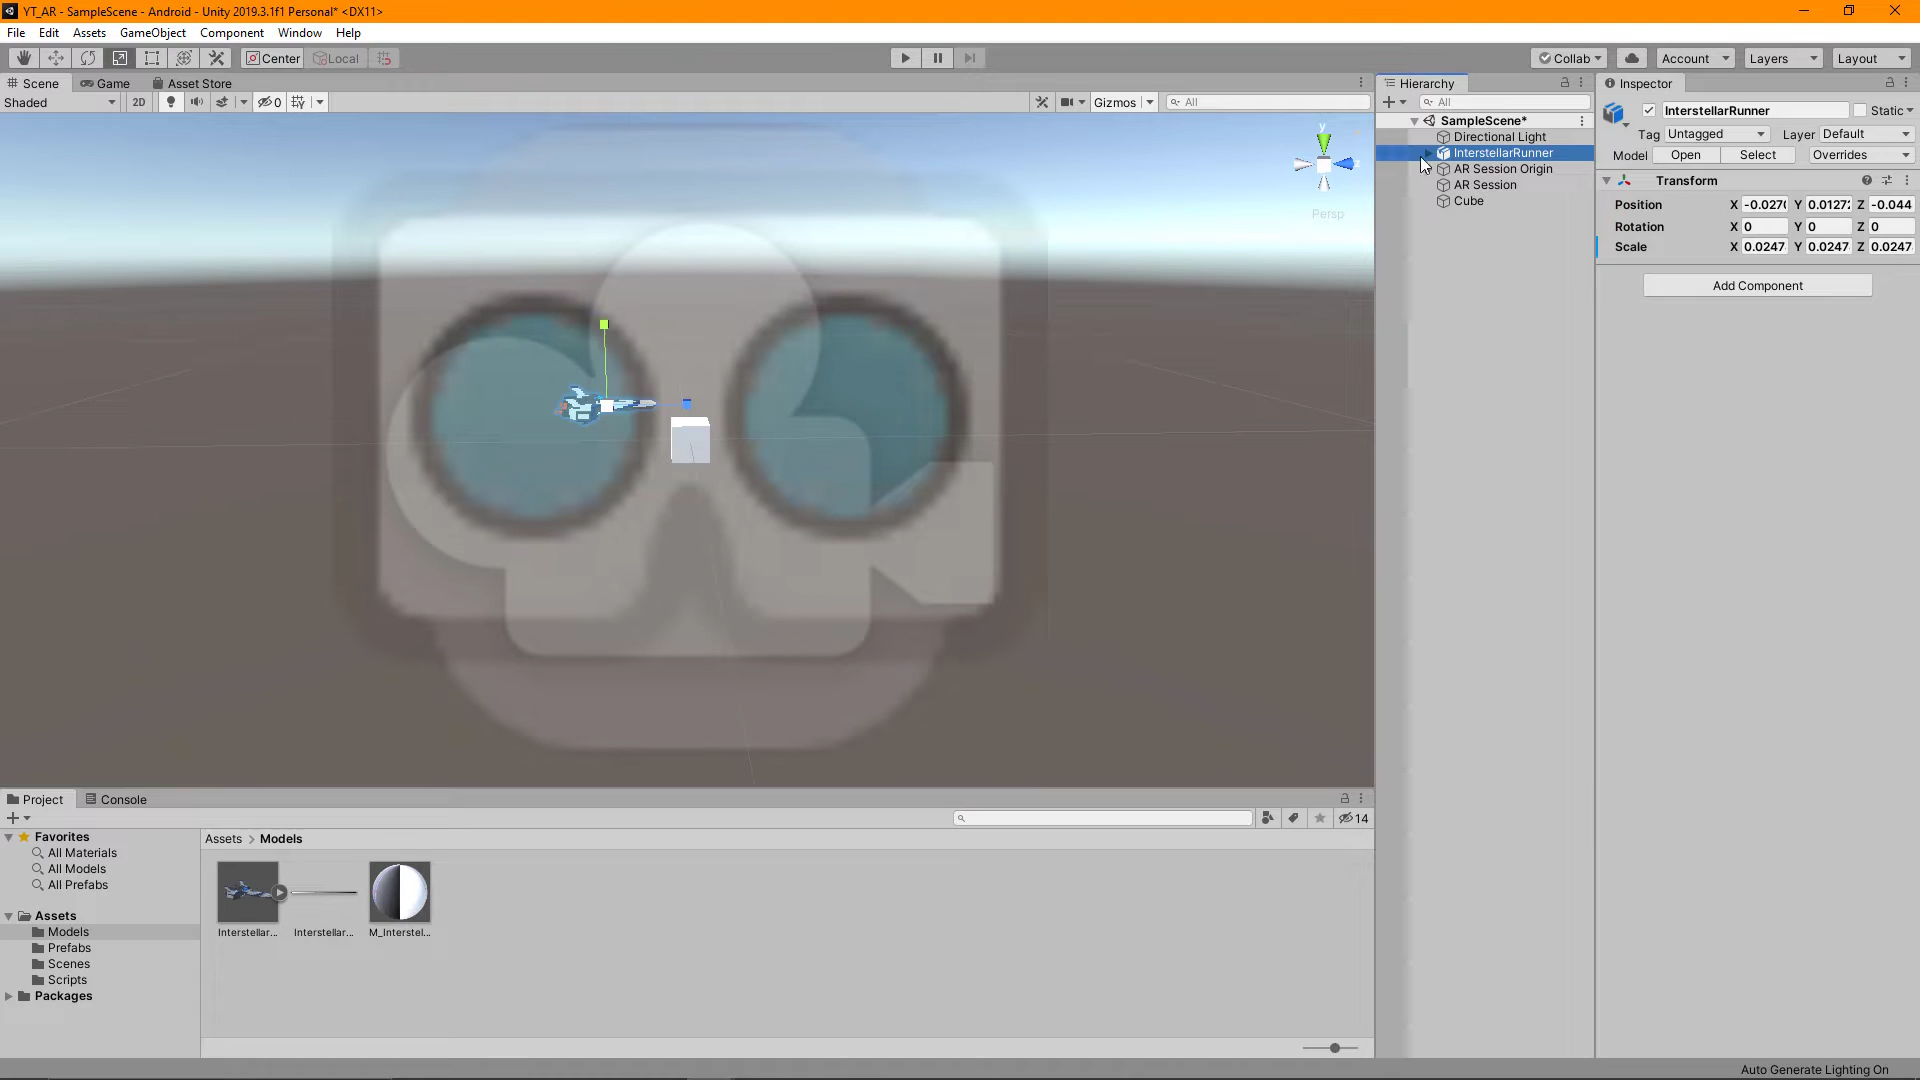 YT_AR - SampleScene - Android - Unity 2019.3.1f1 Personal* <DX11>
File Edit Assets GameObject Component Window Help
Center Local Collab Account Layers Layout
Scene Game Asset Store
Shaded 2D 0 Gizmos All
y
z
Persp
Hierarchy
All
SampleScene*
Directional Light
InterstellarRunner
AR Session Origin
AR Session
Cube
Inspector
InterstellarRunner Static
Tag Untagged Layer Default
Model Open Select Overrides
Transform
Position X -0.027 Y 0.0127 Z -0.044
Rotation X 0 Y 0 Z 0
Scale X 0.0247 Y 0.0247 Z 0.0247
Add Component
Project Console
14
Favorites
All Materials
All Models
All Prefabs
Assets
Models
Prefabs
Scenes
Scripts
Packages
Assets > Models
Interstellar... Interstellar... M_Interstel...
Auto Generate Lighting On